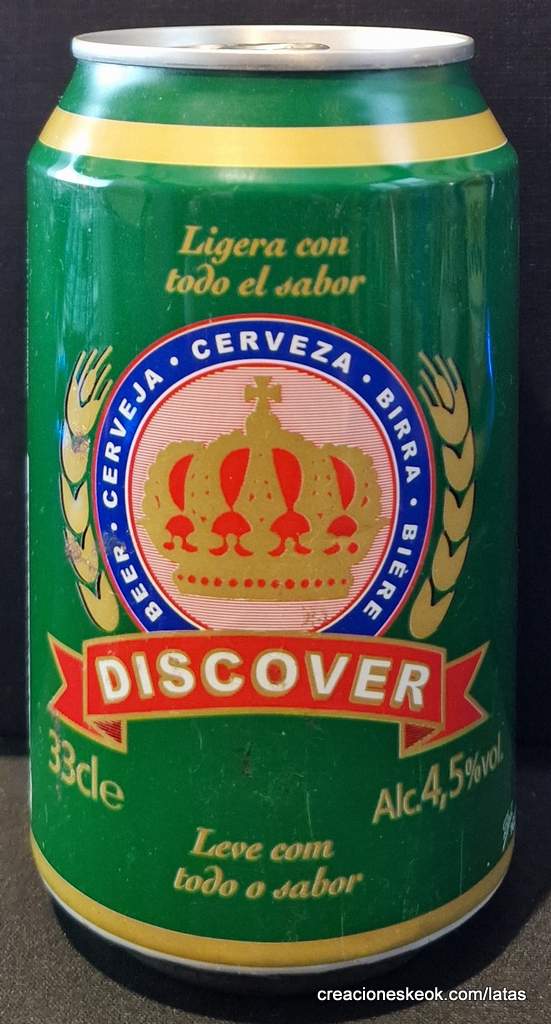 Ligera con
todo el sabor
BEER · CERVEJA · CERVEZA · BIRRA · BIÈRE
DISCOVER
33cle
Alc.4,5%vol.
Leve com
todo o sabor
creacioneskeok.com/latas